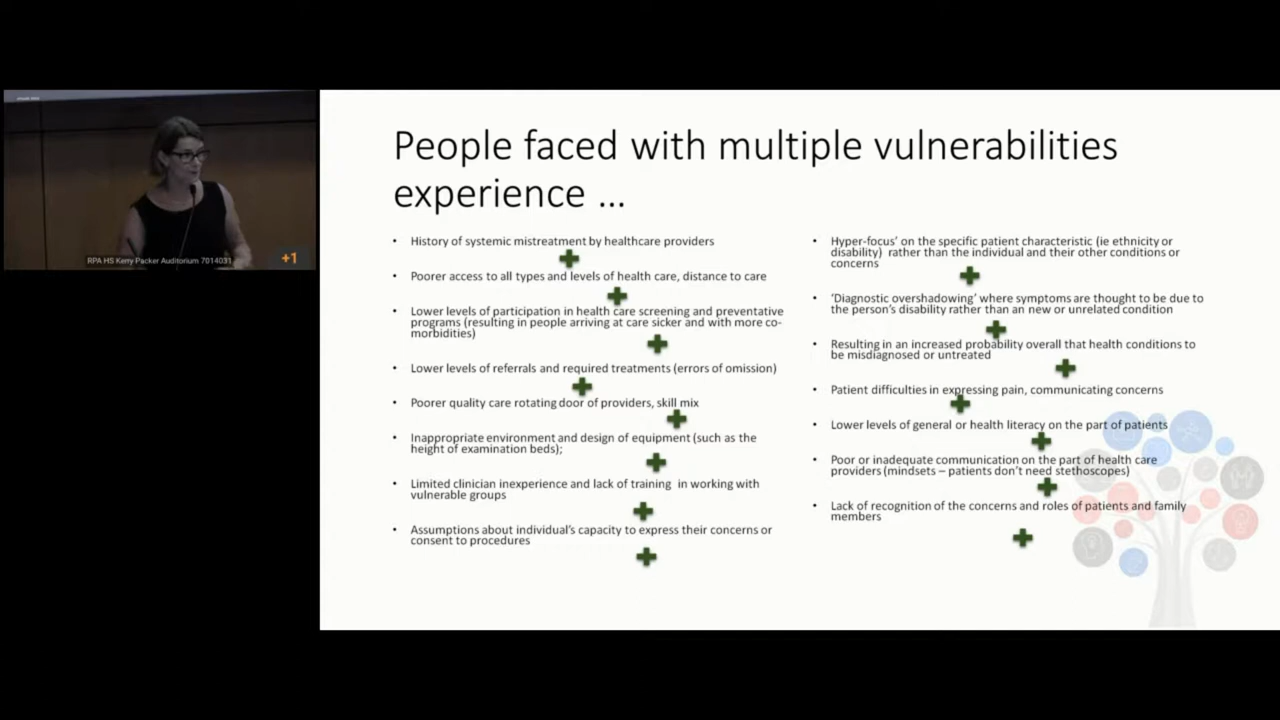 RPA HS Kerry Packer Auditorium 7014031
+1
People faced with multiple vulnerabilities
experience ...
• History of systemic mistreatment by healthcare providers
• Poorer access to all types and levels of health care, distance to care
• Lower levels of participation in health care screening and preventative
programs (resulting in people arriving at care sicker and with more co-
morbidities)
• Lower levels of referrals and required treatments (errors of omission)
• Poorer quality care rotating door of providers, skill mix
• Inappropriate environment and design of equipment (such as the
height of examination beds);
• Limited clinician inexperience and lack of training in working with
vulnerable groups
• Assumptions about individual's capacity to express their concerns or
consent to procedures
• Hyper-focus' on the specific patient characteristic (ie ethnicity or
disability) rather than the individual and their other conditions or
concerns
• 'Diagnostic overshadowing' where symptoms are thought to be due to
the person's disability rather than an new or unrelated condition
• Resulting in an increased probability overall that health conditions to
be misdiagnosed or untreated
• Patient difficulties in expressing pain, communicating concerns
• Lower levels of general or health literacy on the part of patients
• Poor or inadequate communication on the part of health care
providers (mindsets – patients don't need stethoscopes)
• Lack of recognition of the concerns and roles of patients and family
members